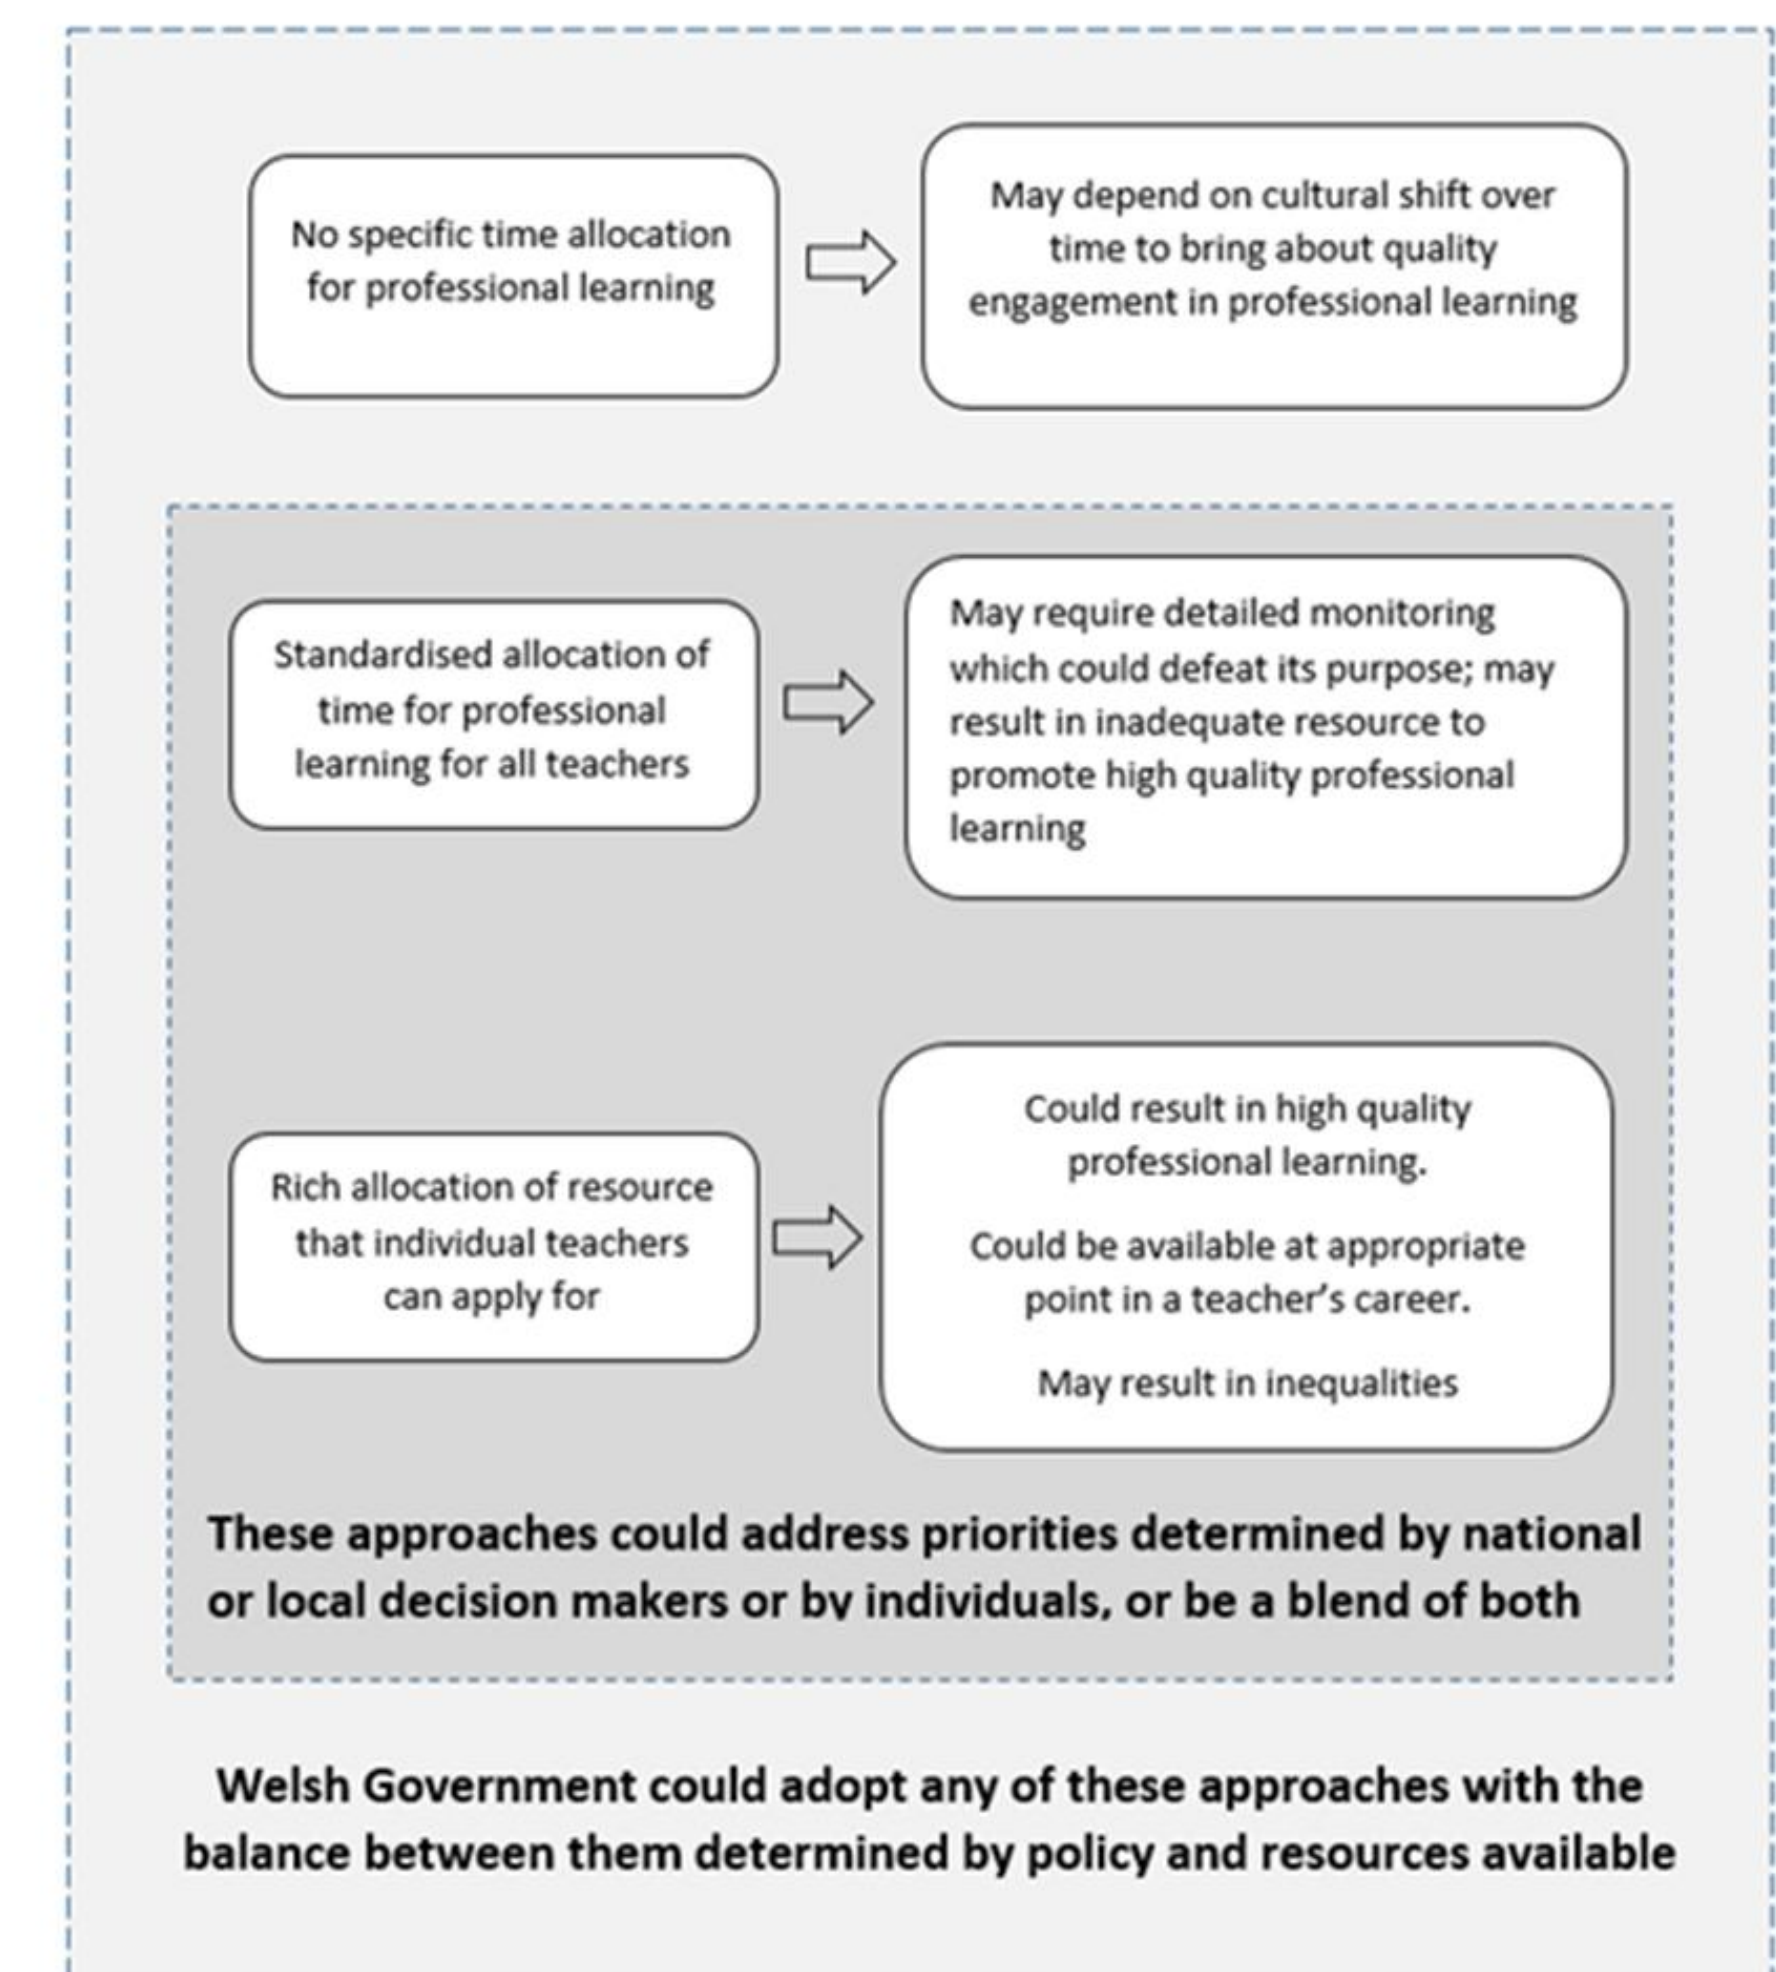 No specific time allocation
for professional learning
May depend on cultural shift over
time to bring about quality
engagement in professional learning
Standardised allocation of
time for professional
learning for all teachers
May require detailed monitoring
which could defeat its purpose; may
result in inadequate resource to
promote high quality professional
learning
Rich allocation of resource
that individual teachers
can apply for
Could result in high quality
professional learning.
Could be available at appropriate
point in a teacher’s career.
May result in inequalities
These approaches could address priorities determined by national
or local decision makers or by individuals, or be a blend of both
Welsh Government could adopt any of these approaches with the
balance between them determined by policy and resources available